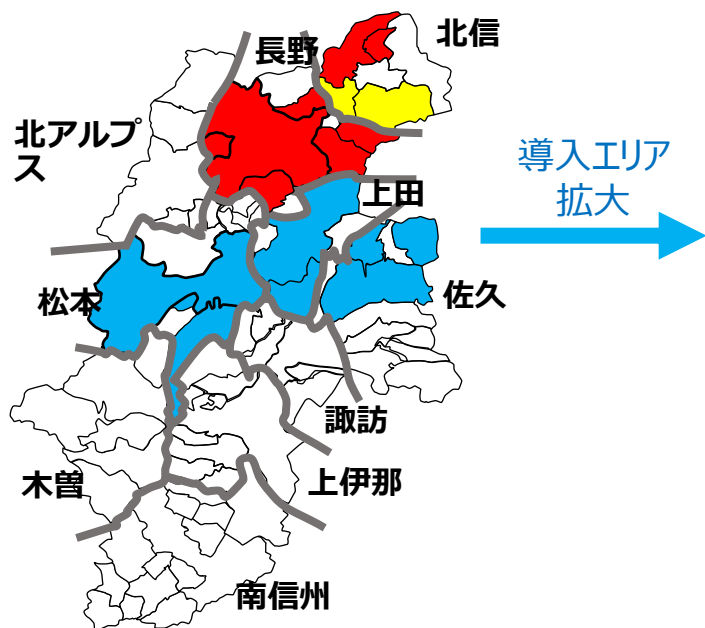 北信
長野
北アルプ
ス
導入エリア
拡大
上田
松本
佐久
諏訪
木曽
上伊那
南信州